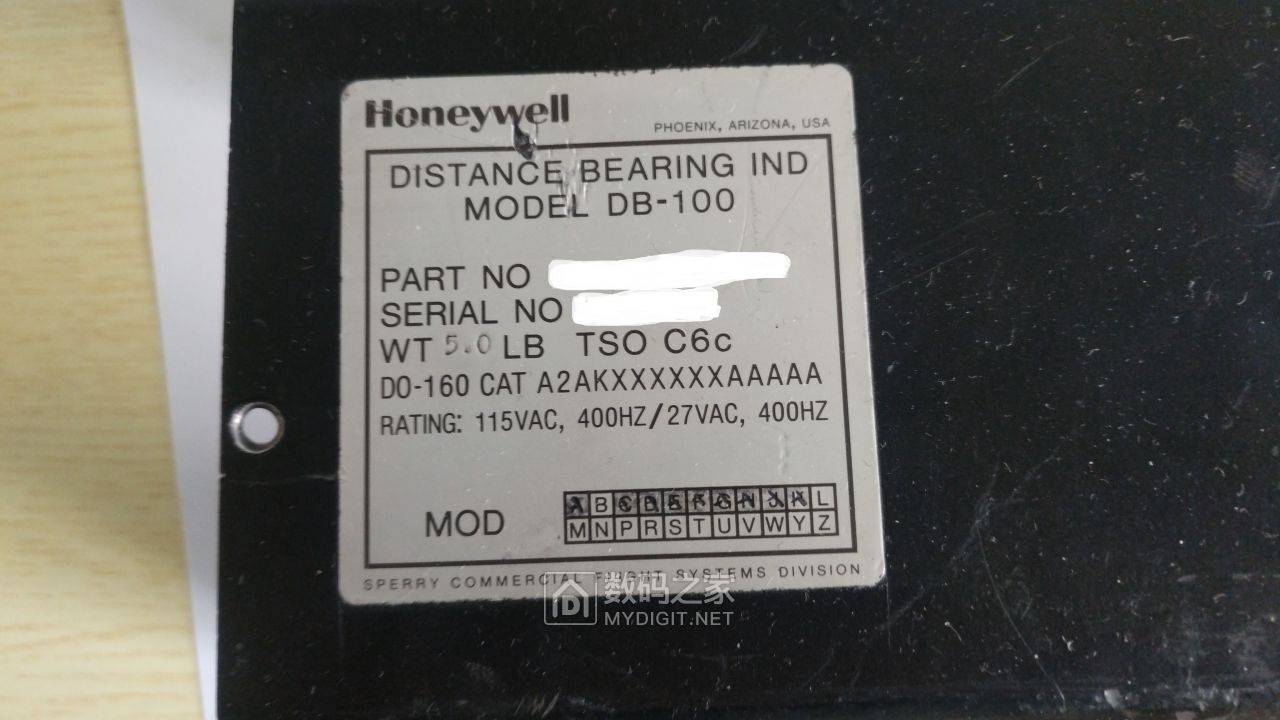 Honeywell
PHOENIX, ARIZONA, USA
DISTANCE BEARING IND
MODEL DB-100
PART NO
SERIAL NO
WT 5.0 LB TSO C6c
DO-160 CAT A2AKXXXXXXAAAAA
RATING: 115VAC, 400HZ/27VAC, 400HZ
MOD
A B C D E F G H J K L
M N P R S T U V W Y Z
SPERRY COMMERCIAL FLIGHT SYSTEMS DIVISION
数码之家
MYDIGIT.NET